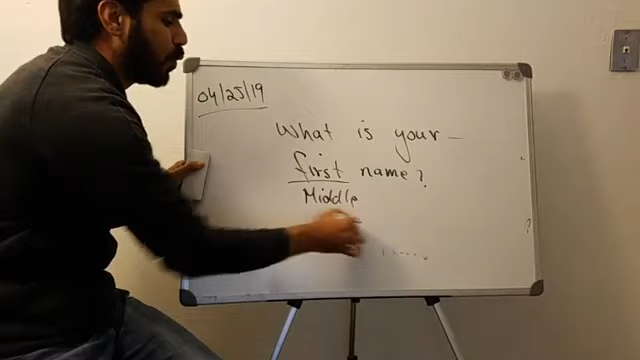 04/25/19
What is your —
first name?
Middle